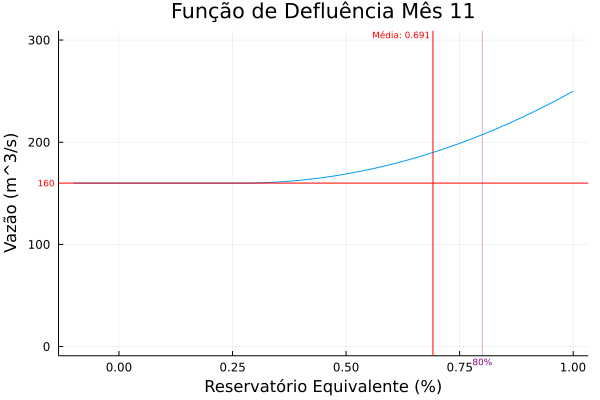 Função de Defluência Mês 11
Média: 0.691
300
200
160
100
0
Vazão (m^3/s)
0.00
0.25
0.50
0.75
80%
1.00
Reservatório Equivalente (%)